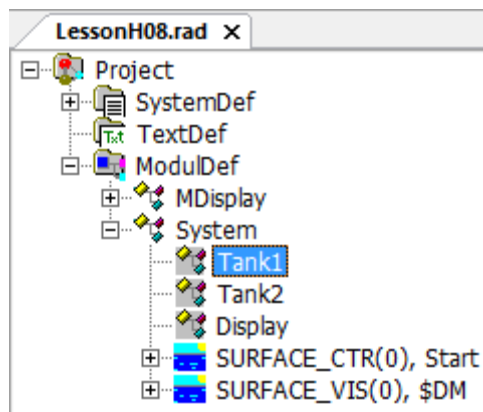 LessonH08.rad x
Project
SystemDef
TextDef
ModulDef
MDisplay
System
Tank1
Tank2
Display
SURFACE_CTR(0), Start
SURFACE_VIS(0), $DM